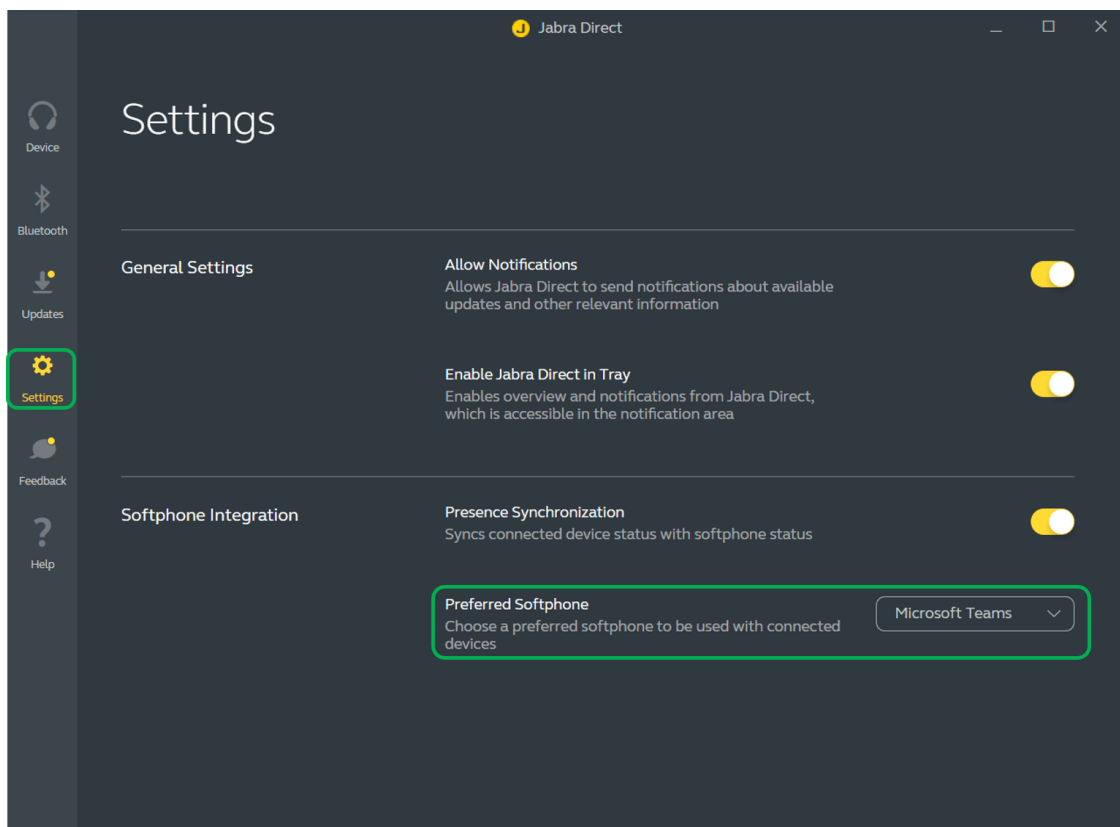 Jabra Direct
Device
Bluetooth
Updates
Settings
Feedback
Help
Settings
General Settings
Allow Notifications
Allows Jabra Direct to send notifications about available
updates and other relevant information
Enable Jabra Direct in Tray
Enables overview and notifications from Jabra Direct,
which is accessible in the notification area
Softphone Integration
Presence Synchronization
Syncs connected device status with softphone status
Preferred Softphone
Choose a preferred softphone to be used with connected
devices
Microsoft Teams